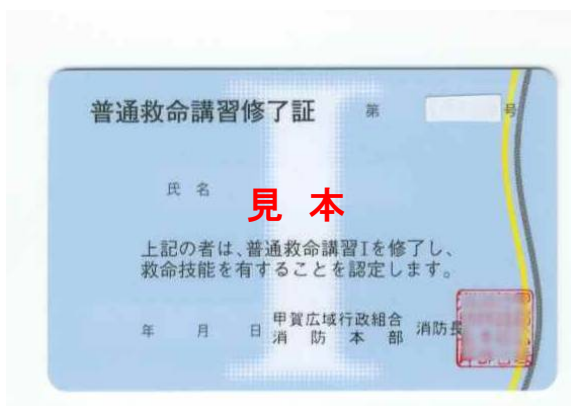 普通救命講習修了証 第 号
氏 名
見 本
上記の者は、普通救命講習Iを修了し、
救命技能を有することを認定します。
年 月 日 甲賀広域行政組合 消防長
消 防 本 部